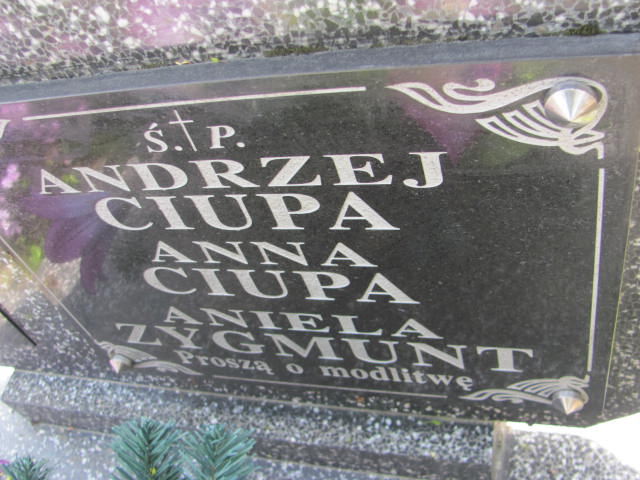 Ś.†P.
ANDRZEJ
CIUPA
ANNA
CIUPA
ANIELA
ZYGMUNT
Proszą o modlitwę